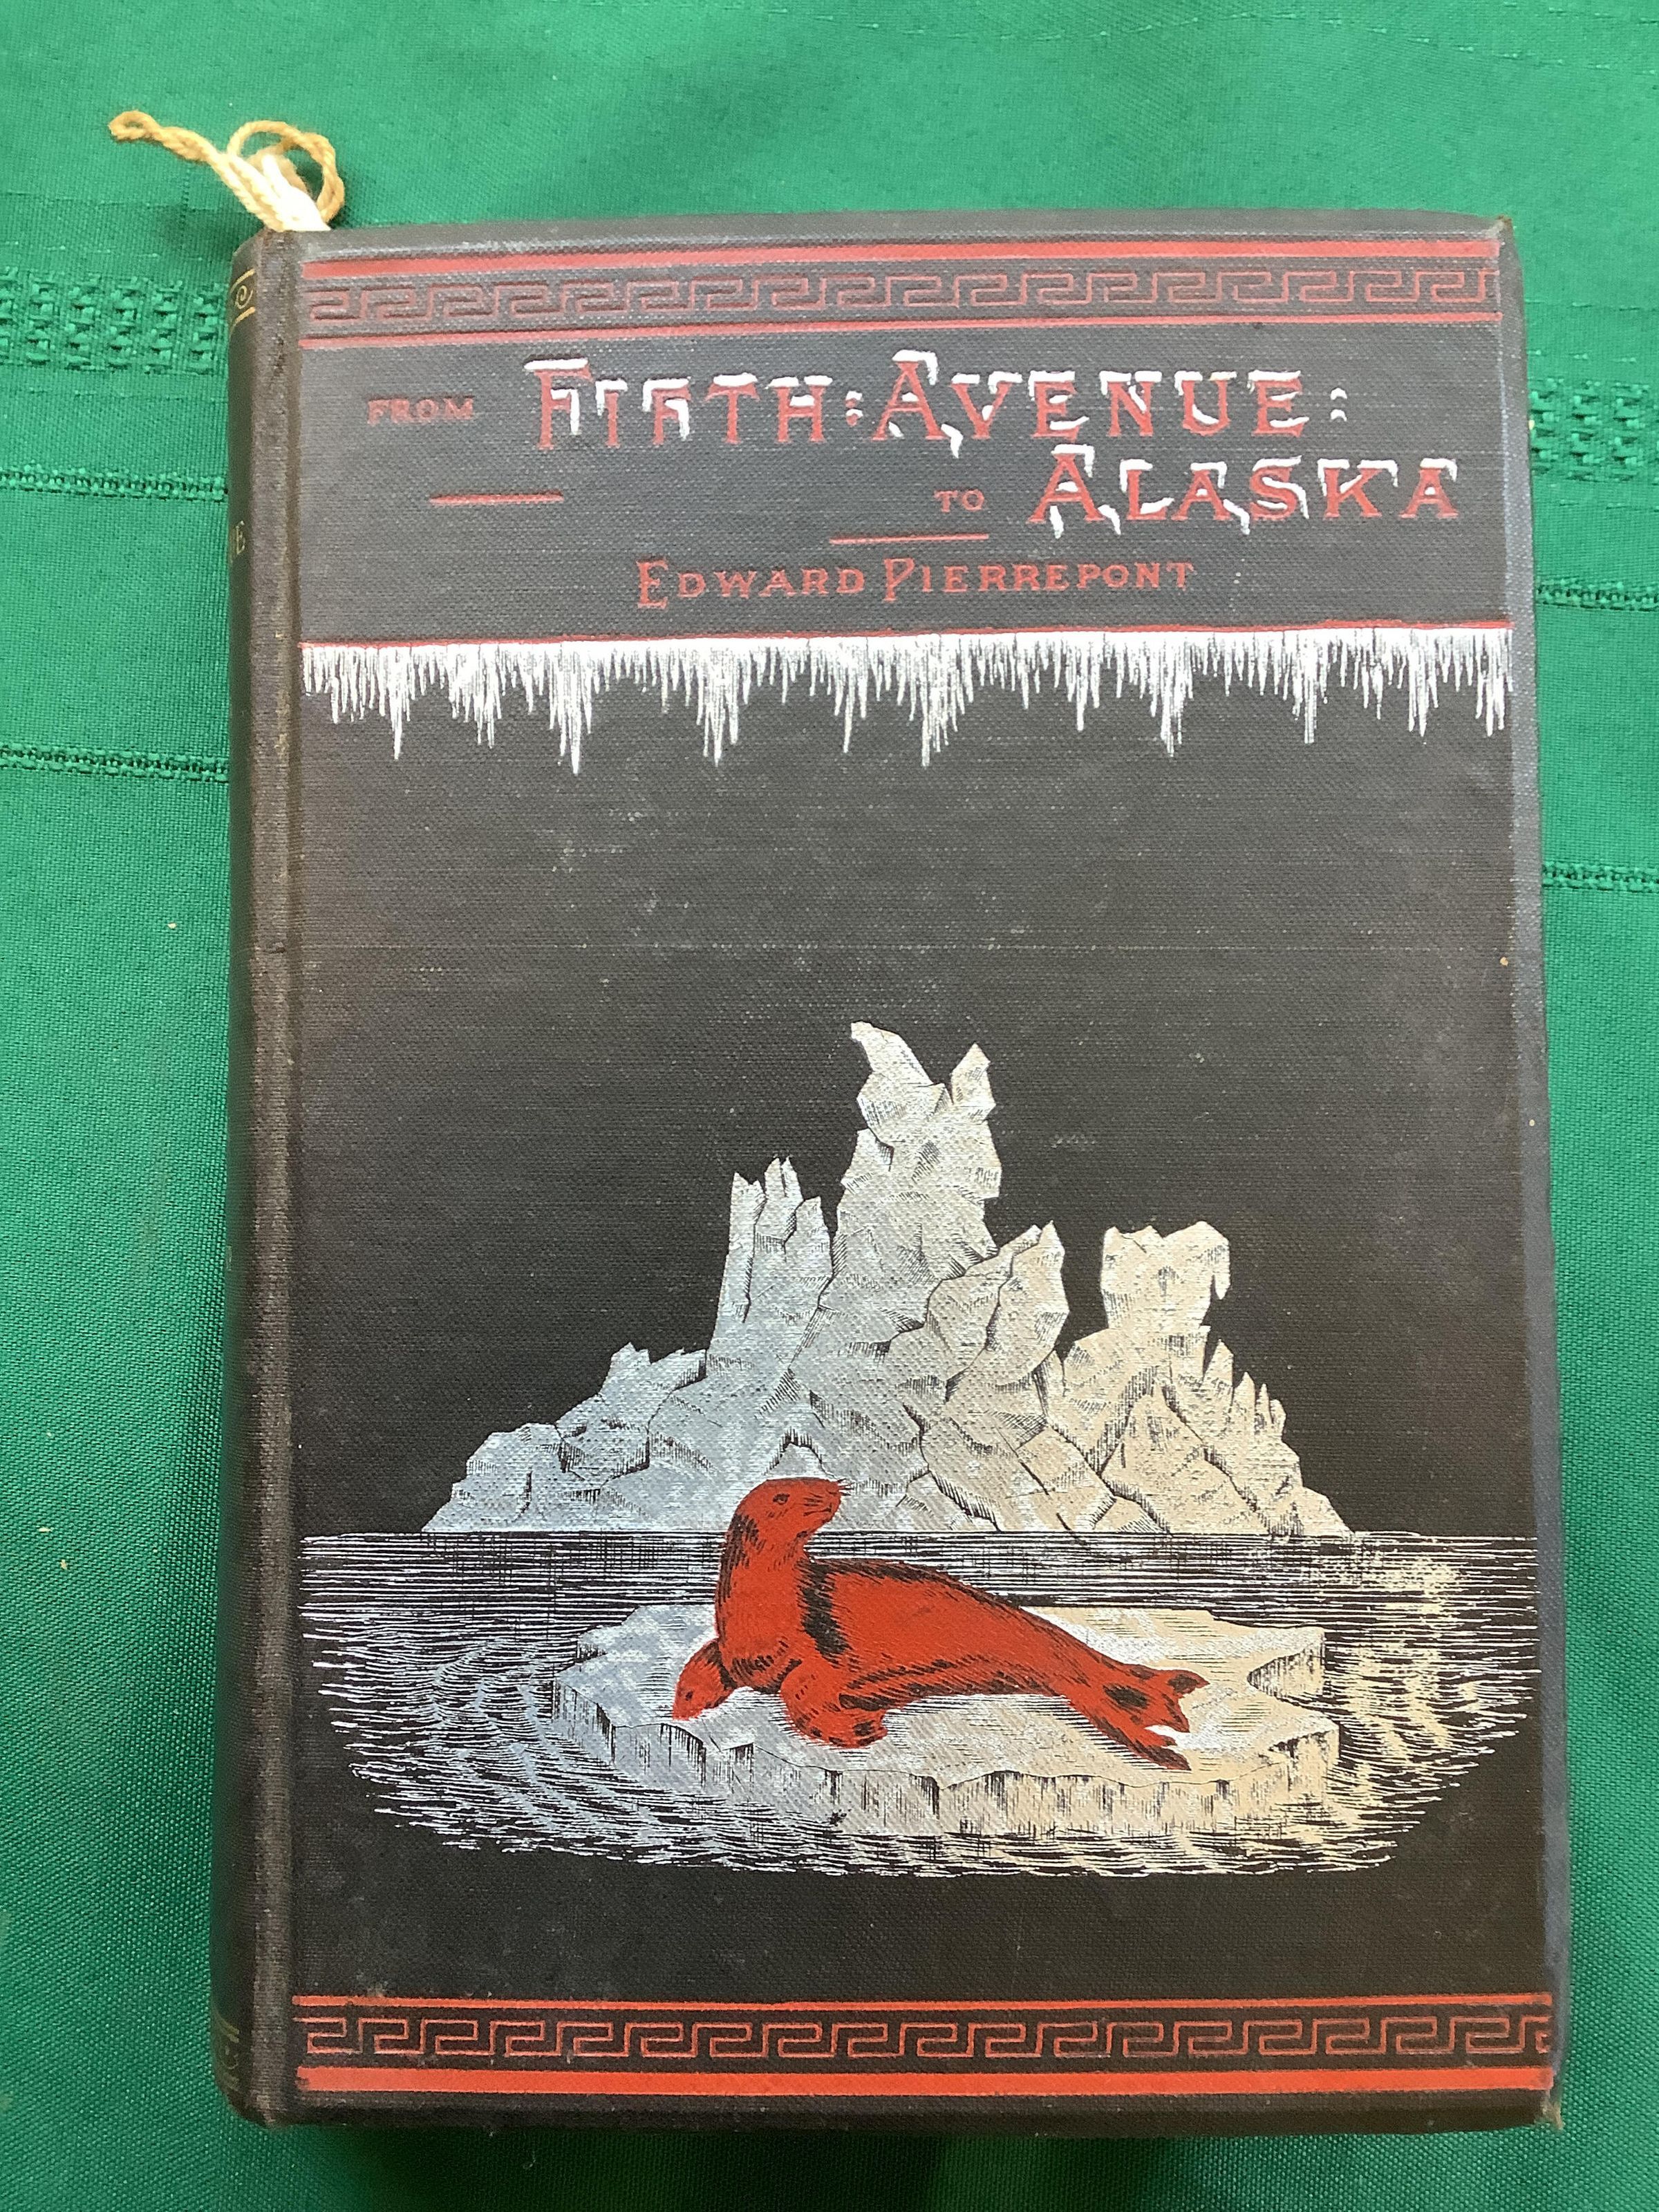 FROM FIFTH : AVENUE :
TO ALASKA
EDWARD PIERREPONT